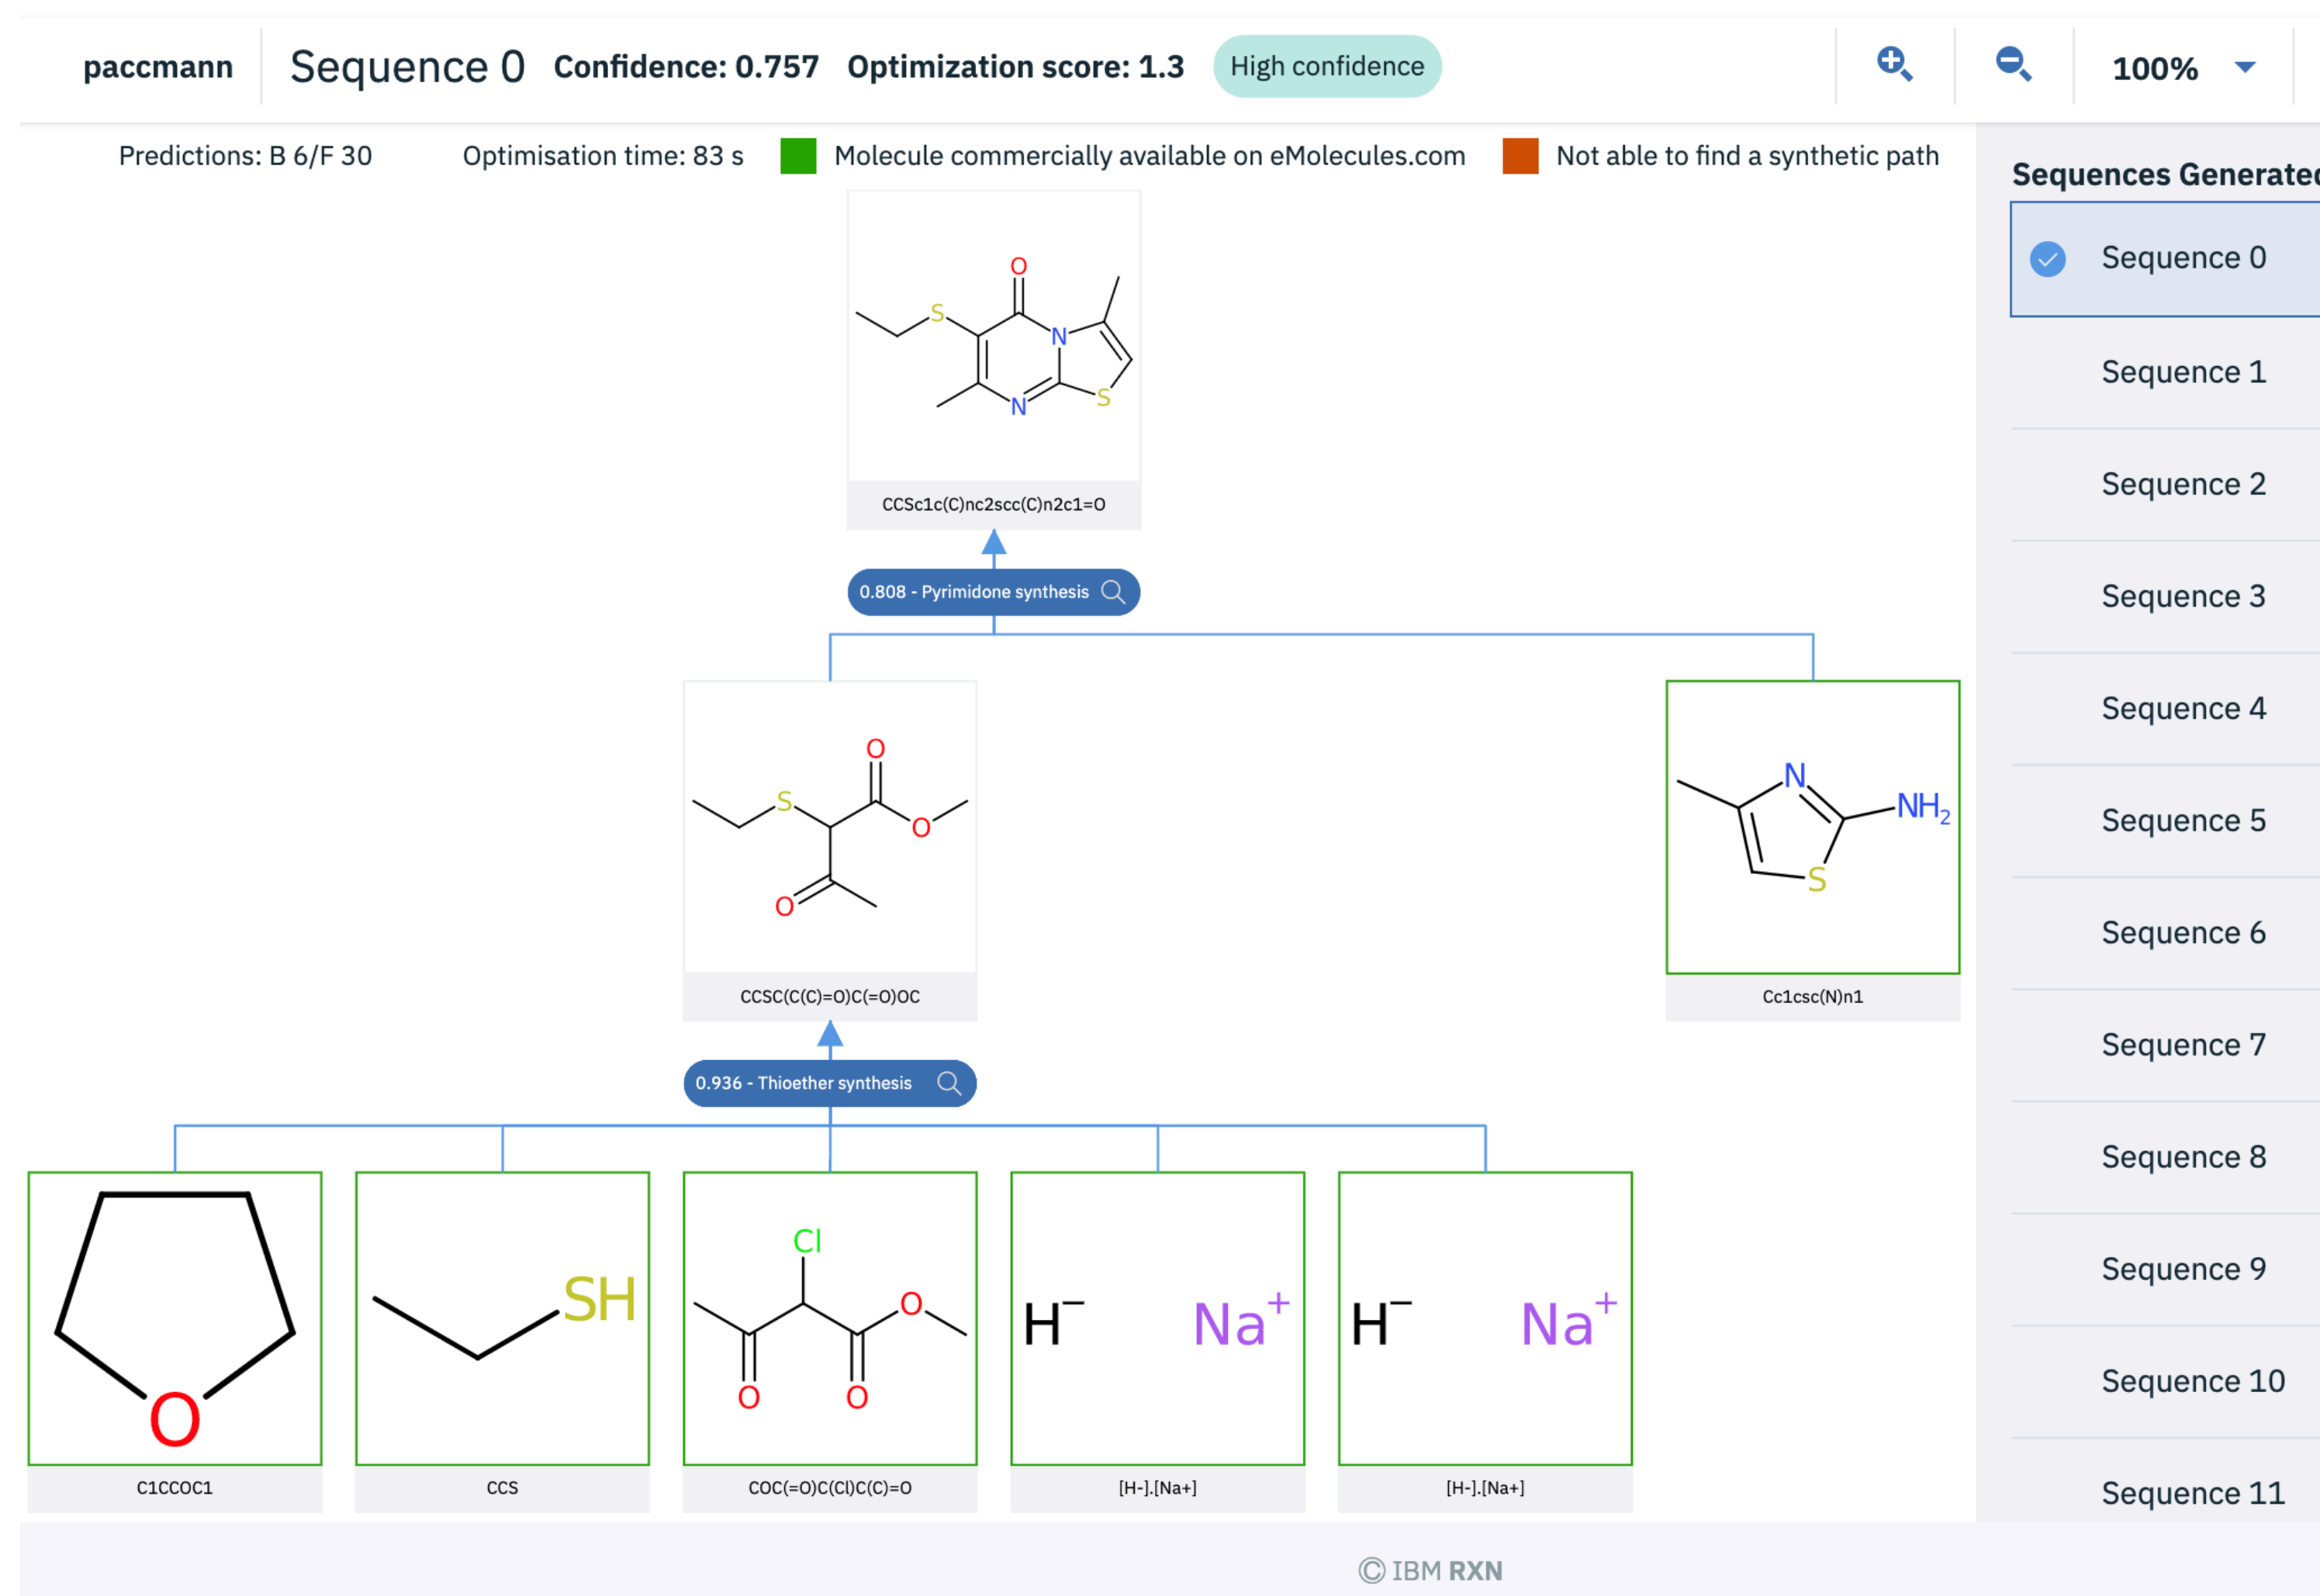 paccmann Sequence 0 Confidence: 0.757 Optimization score: 1.3 High confidence 100%
Predictions: B 6/F 30 Optimisation time: 83 s Molecule commercially available on eMolecules.com Not able to find a synthetic path
Sequences Generated
Sequence 0
Sequence 1
Sequence 2
Sequence 3
Sequence 4
Sequence 5
Sequence 6
Sequence 7
Sequence 8
Sequence 9
Sequence 10
Sequence 11
O
S
N
N
S
CCSc1c(C)nc2scc(C)n2c1=O
0.808 - Pyrimidone synthesis
O
S
O
O
CCSC(C(C)=O)C(=O)OC
N
NH2
S
Cc1csc(N)n1
0.936 - Thioether synthesis
O
C1CCOC1
SH
CCS
Cl
O
O
O
COC(=O)C(Cl)C(C)=O
H− Na+
[H-].[Na+]
H− Na+
[H-].[Na+]
© IBM RXN